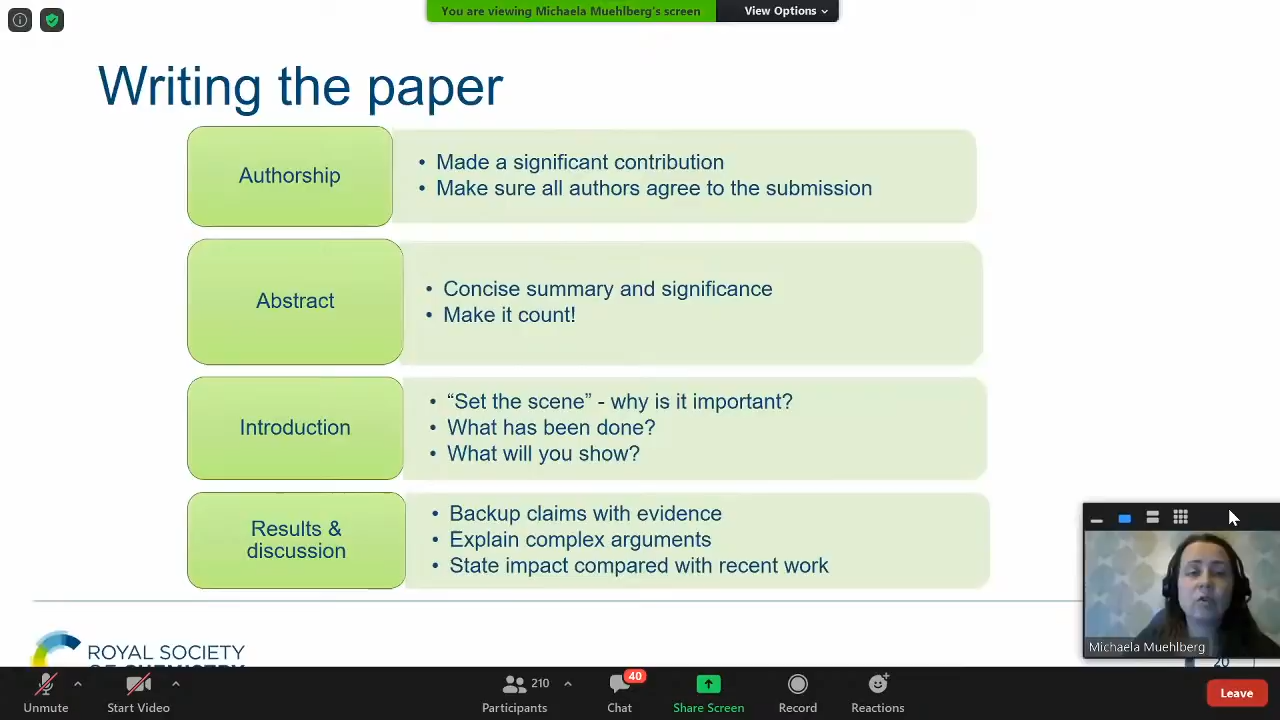 You are viewing Michaela Muehlberg's screen
View Options
Writing the paper
Authorship
• Made a significant contribution
• Make sure all authors agree to the submission
Abstract
• Concise summary and significance
• Make it count!
Introduction
• “Set the scene” - why is it important?
• What has been done?
• What will you show?
Results &
discussion
• Backup claims with evidence
• Explain complex arguments
• State impact compared with recent work
Michaela Muehlberg
ROYAL SOCIETY
OF CHEMISTRY
20
Unmute
Start Video
210
Participants
40
Chat
Share Screen
Record
Reactions
Leave